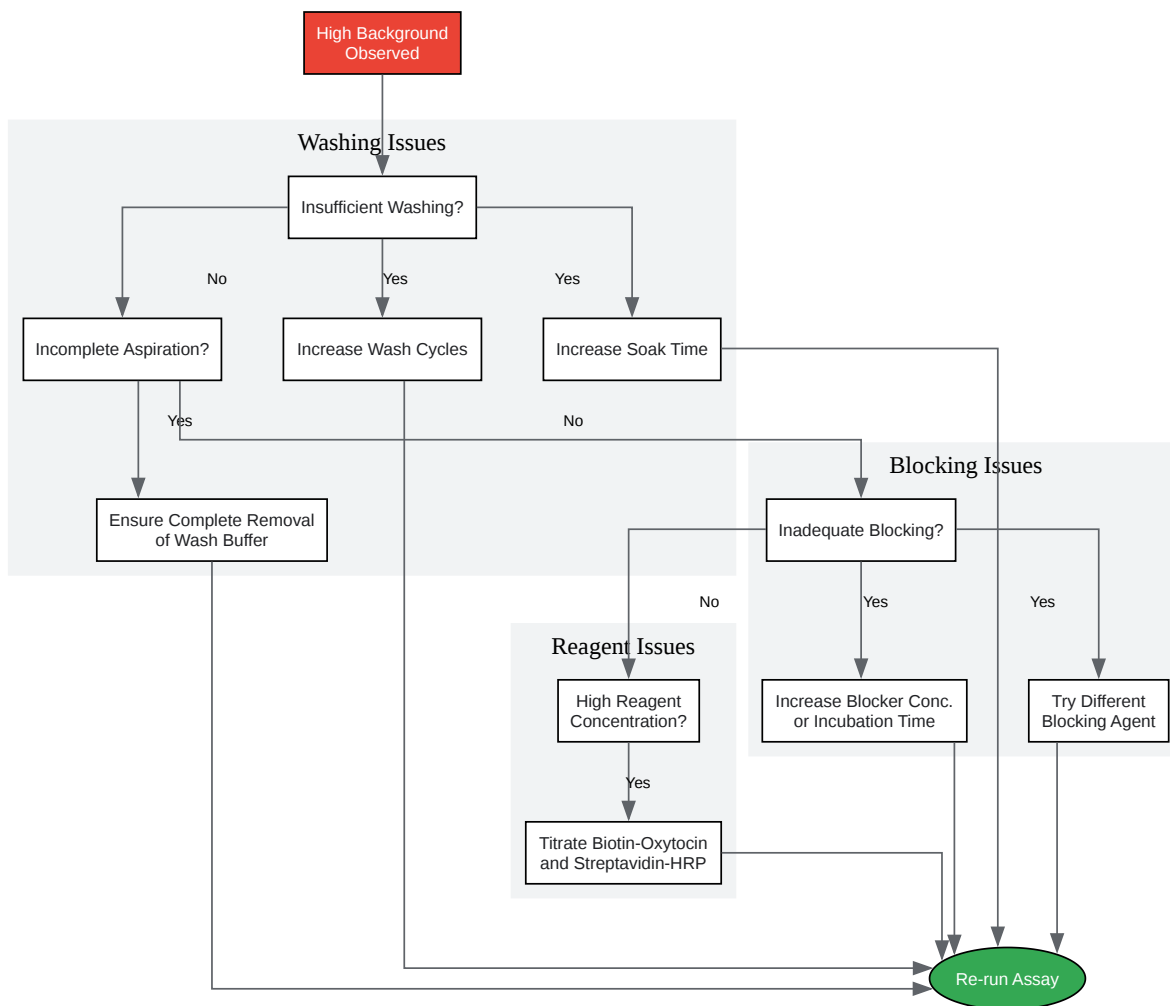 High Background
Observed
Washing Issues
Insufficient Washing?
No
Yes
Yes
Incomplete Aspiration?
Increase Wash Cycles
Increase Soak Time
Yes
No
Blocking Issues
Ensure Complete Removal
of Wash Buffer
Inadequate Blocking?
No
Yes
Yes
Reagent Issues
High Reagent
Concentration?
Increase Blocker Conc.
or Incubation Time
Try Different
Blocking Agent
Yes
Titrate Biotin-Oxytocin
and Streptavidin-HRP
Re-run Assay